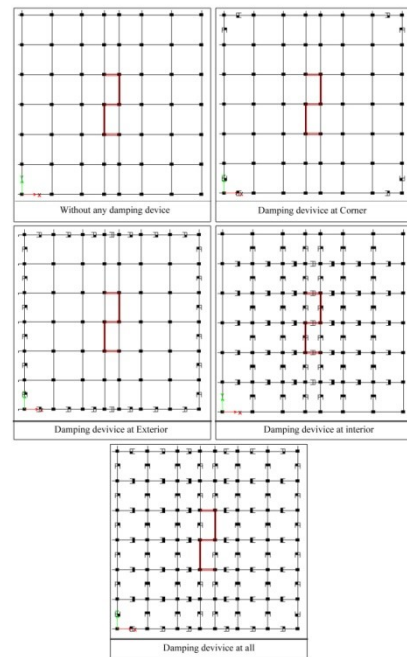 Without any damping device
Damping devivice at Corner
Damping devivice at Exterior
Damping devivice at interior
Damping devivice at all